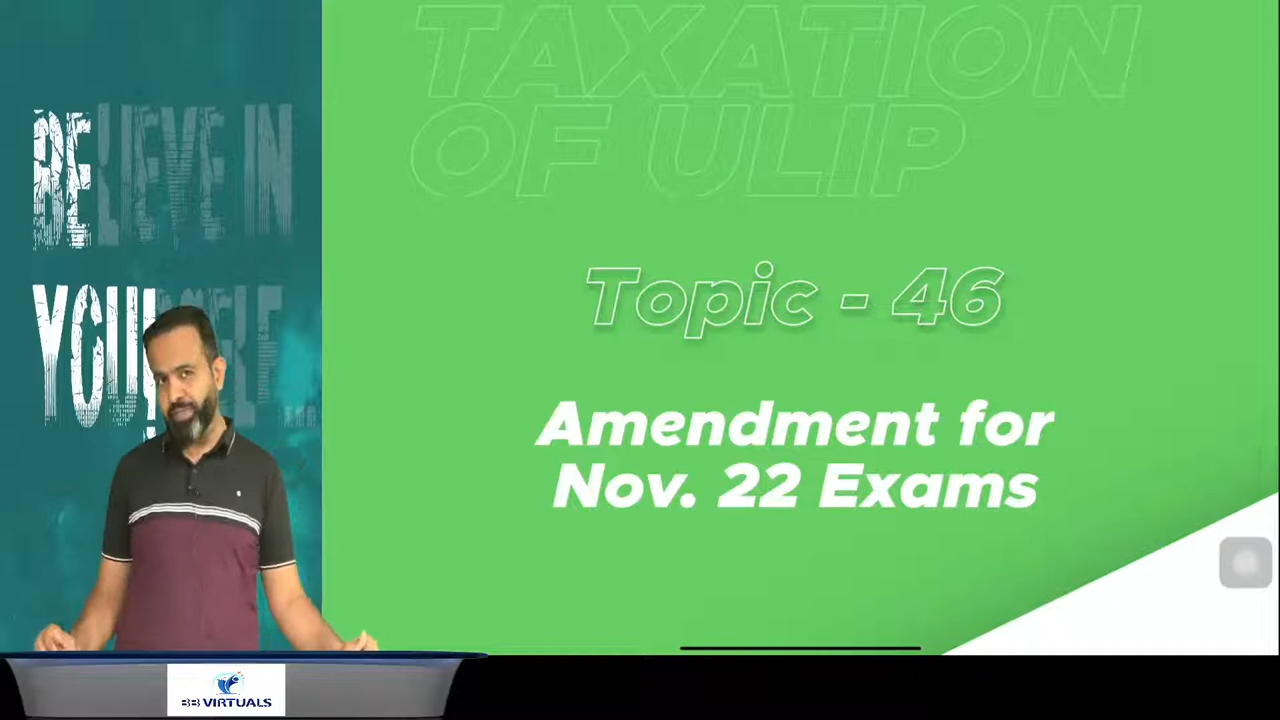 BELIEVE IN
YOU
TAXATION
OF ULIP
Topic - 46
Amendment for
Nov. 22 Exams
BB VIRTUALS